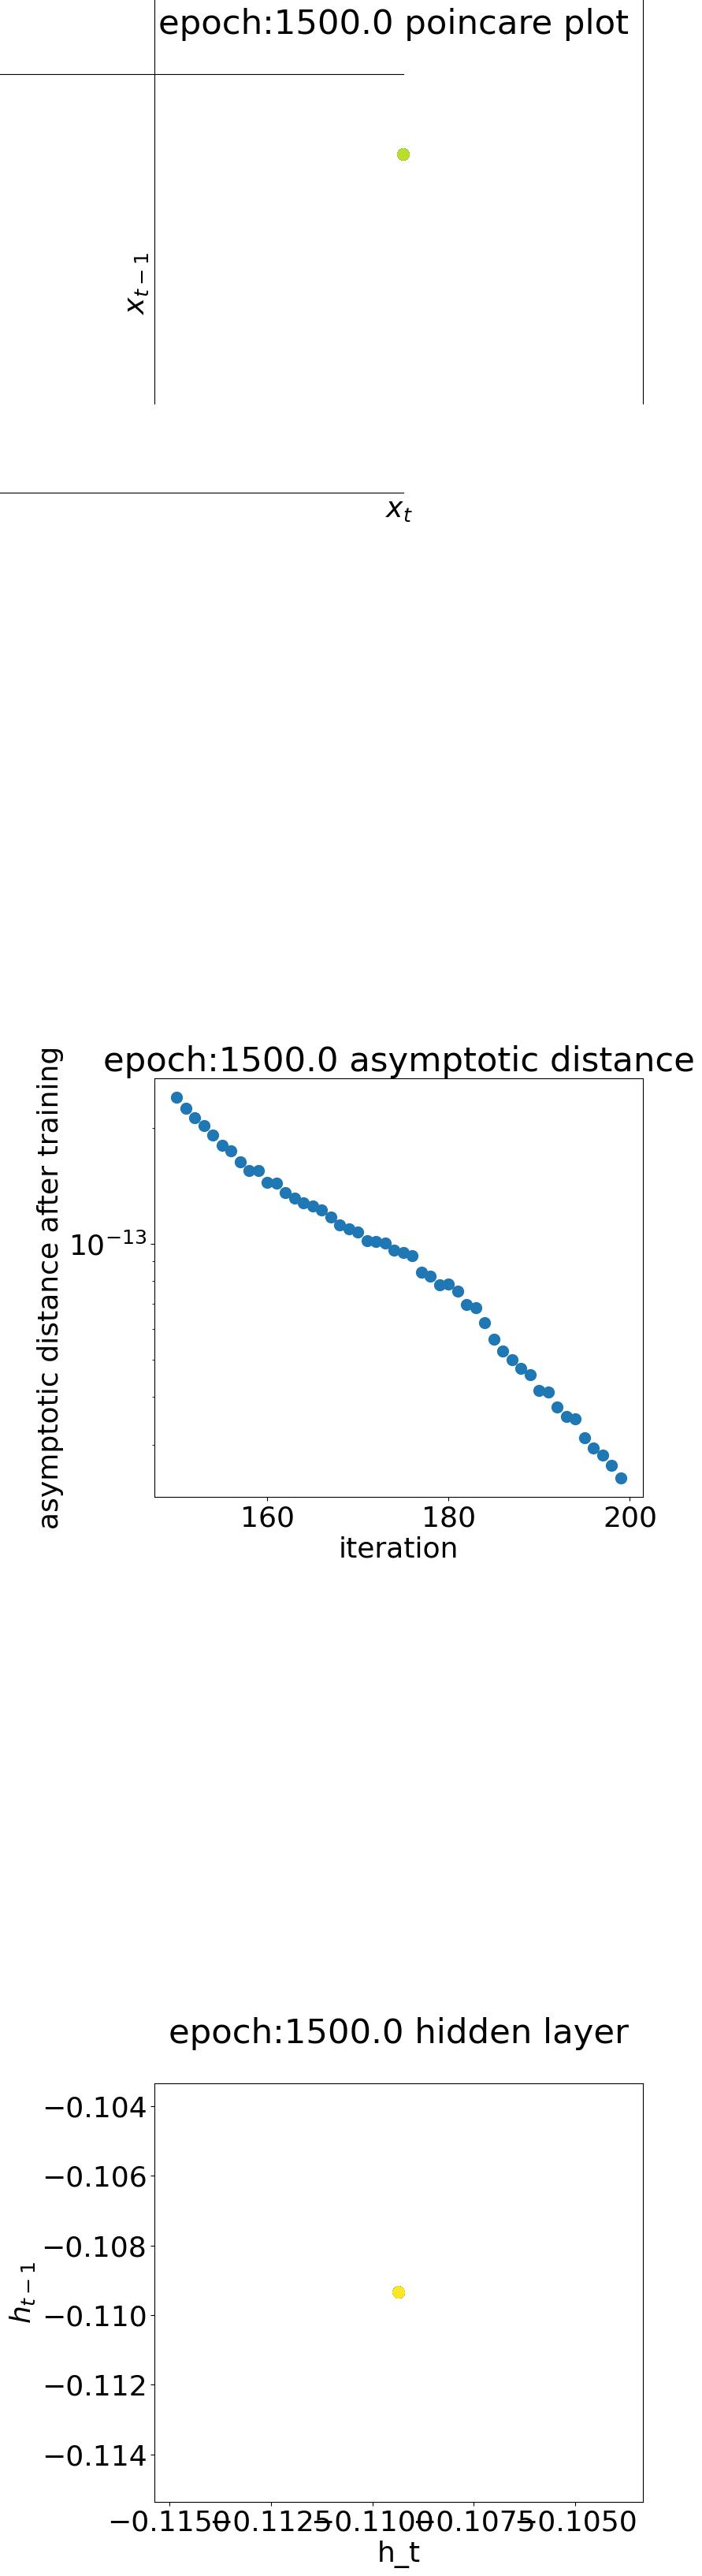 epoch:1500.0 poincare plot
x_{t-1}
x_t
epoch:1500.0 asymptotic distance
asymptotic distance after training
10^{-13}
160 180 200
iteration
epoch:1500.0 hidden layer
h_{t-1}
−0.104
−0.106
−0.108
−0.110
−0.112
−0.114
−0.1150 −0.1125 −0.1100 −0.1075 −0.1050
h_t